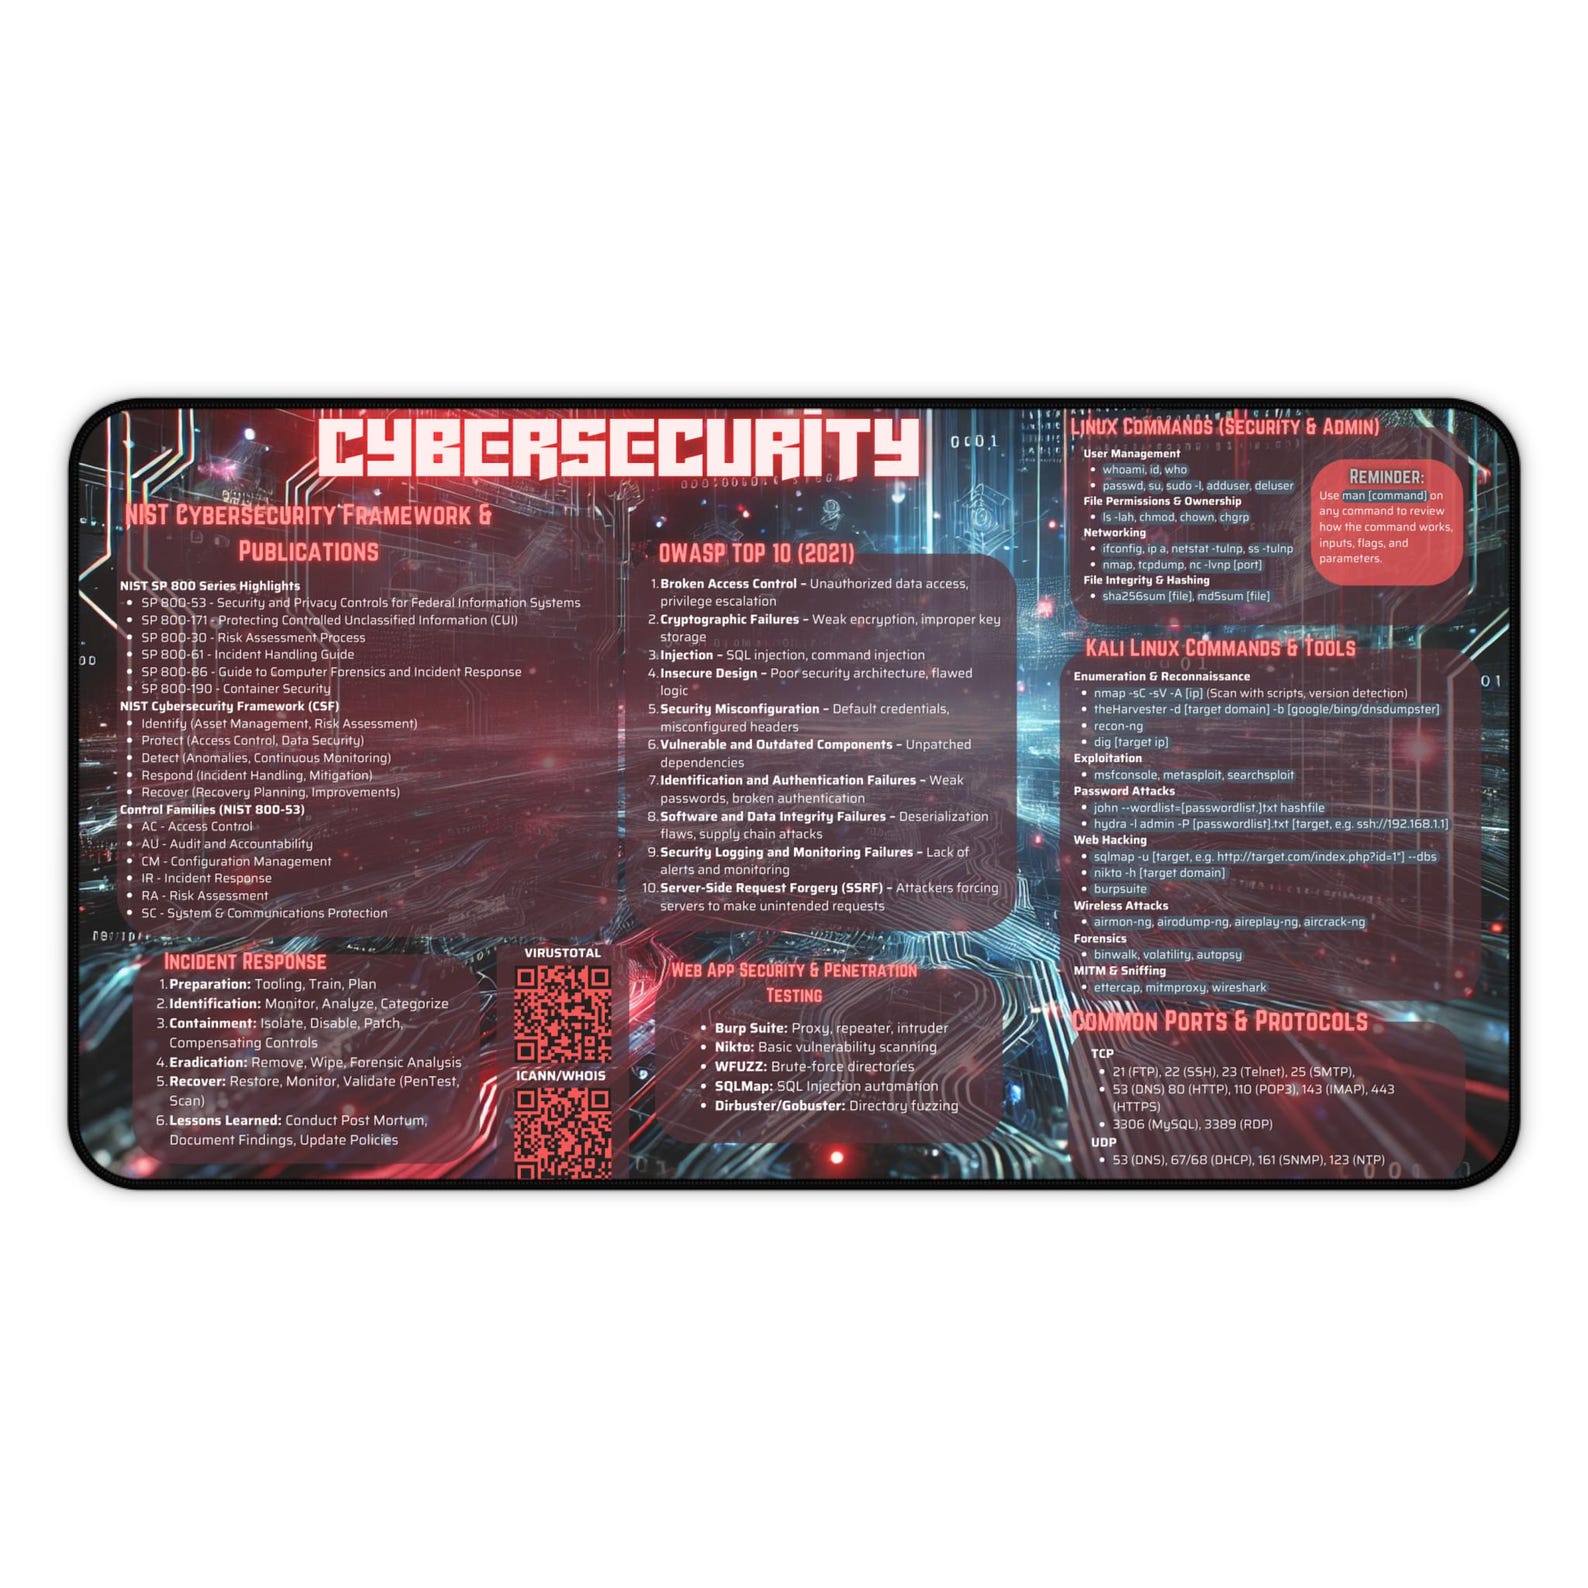 CYBERSECURITY
0001
NIST CYBERSECURITY FRAMEWORK &
PUBLICATIONS
NIST SP 800 Series Highlights
• SP 800-53 - Security and Privacy Controls for Federal Information Systems
• SP 800-171 - Protecting Controlled Unclassified Information (CUI)
• SP 800-30 - Risk Assessment Process
• SP 800-61 - Incident Handling Guide
• SP 800-86 - Guide to Computer Forensics and Incident Response
• SP 800-190 - Container Security
NIST Cybersecurity Framework (CSF)
• Identify (Asset Management, Risk Assessment)
• Protect (Access Control, Data Security)
• Detect (Anomalies, Continuous Monitoring)
• Respond (Incident Handling, Mitigation)
• Recover (Recovery Planning, Improvements)
Control Families (NIST 800-53)
• AC - Access Control
• AU - Audit and Accountability
• CM - Configuration Management
• IR - Incident Response
• RA - Risk Assessment
• SC - System & Communications Protection
INCIDENT RESPONSE
1. Preparation: Tooling, Train, Plan
2. Identification: Monitor, Analyze, Categorize
3. Containment: Isolate, Disable, Patch,
Compensating Controls
4. Eradication: Remove, Wipe, Forensic Analysis
5. Recover: Restore, Monitor, Validate (PenTest,
Scan)
6. Lessons Learned: Conduct Post Mortum,
Document Findings, Update Policies
VIRUSTOTAL
ICANN/WHOIS
OWASP TOP 10 (2021)
1. Broken Access Control – Unauthorized data access,
privilege escalation
2. Cryptographic Failures – Weak encryption, improper key
storage
3. Injection – SQL injection, command injection
4. Insecure Design – Poor security architecture, flawed
logic
5. Security Misconfiguration – Default credentials,
misconfigured headers
6. Vulnerable and Outdated Components – Unpatched
dependencies
7. Identification and Authentication Failures – Weak
passwords, broken authentication
8. Software and Data Integrity Failures – Deserialization
flaws, supply chain attacks
9. Security Logging and Monitoring Failures – Lack of
alerts and monitoring
10. Server-Side Request Forgery (SSRF) – Attackers forcing
servers to make unintended requests
WEB APP SECURITY & PENETRATION
TESTING
• Burp Suite: Proxy, repeater, intruder
• Nikto: Basic vulnerability scanning
• WFUZZ: Brute-force directories
• SQLMap: SQL Injection automation
• Dirbuster/Gobuster: Directory fuzzing
LINUX COMMANDS (SECURITY & ADMIN)
User Management
• whoami, id, who
• passwd, su, sudo -l, adduser, deluser
File Permissions & Ownership
• ls -lah, chmod, chown, chgrp
Networking
• ifconfig, ip a, netstat -tulnp, ss -tulnp
• nmap, tcpdump, nc -lvnp [port]
File Integrity & Hashing
• sha256sum [file], md5sum [file]
REMINDER:
Use man [command] on
any command to review
how the command works,
inputs, flags, and
parameters.
KALI LINUX COMMANDS & TOOLS
Enumeration & Reconnaissance
• nmap -sC -sV -A [ip] (Scan with scripts, version detection)
• theHarvester -d [target domain] -b [google/bing/dnsdumpster]
• recon-ng
• dig [target ip]
Exploitation
• msfconsole, metasploit, searchsploit
Password Attacks
• john --wordlist=[passwordlist.]txt hashfile
• hydra -l admin -P [passwordlist].txt [target, e.g. ssh://192.168.1.1]
Web Hacking
• sqlmap -u [target, e.g. http://target.com/index.php?id=1"] --dbs
• nikto -h [target domain]
• burpsuite
Wireless Attacks
• airmon-ng, airodump-ng, aireplay-ng, aircrack-ng
Forensics
• binwalk, volatility, autopsy
MITM & Sniffing
• ettercap, mitmproxy, wireshark
COMMON PORTS & PROTOCOLS
TCP
• 21 (FTP), 22 (SSH), 23 (Telnet), 25 (SMTP),
• 53 (DNS) 80 (HTTP), 110 (POP3), 143 (IMAP), 443
(HTTPS)
• 3306 (MySQL), 3389 (RDP)
UDP
• 53 (DNS), 67/68 (DHCP), 161 (SNMP), 123 (NTP)